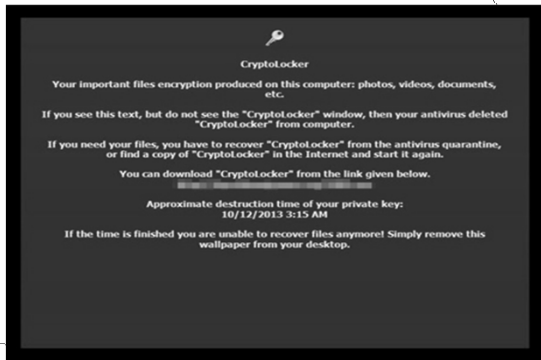 CryptoLocker
Your important files encryption produced on this computer: photos, videos, documents,
etc.
If you see this text, but do not see the "CryptoLocker" window, then your antivirus deleted
"CryptoLocker" from computer.
If you need your files, you have to recover "CryptoLocker" from the antivirus quarantine,
or find a copy of "CryptoLocker" in the Internet and start it again.
You can download "CryptoLocker" from the link given below.
Approximate destruction time of your private key:
10/12/2013 3:15 AM
If the time is finished you are unable to recover files anymore! Simply remove this
wallpaper from your desktop.